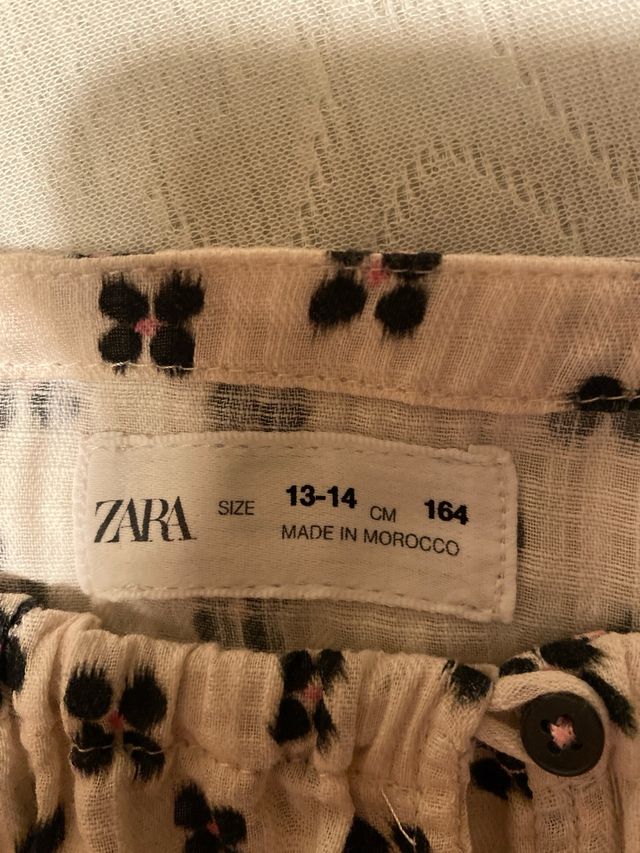 ZARA SIZE 13-14 CM 164
MADE IN MOROCCO